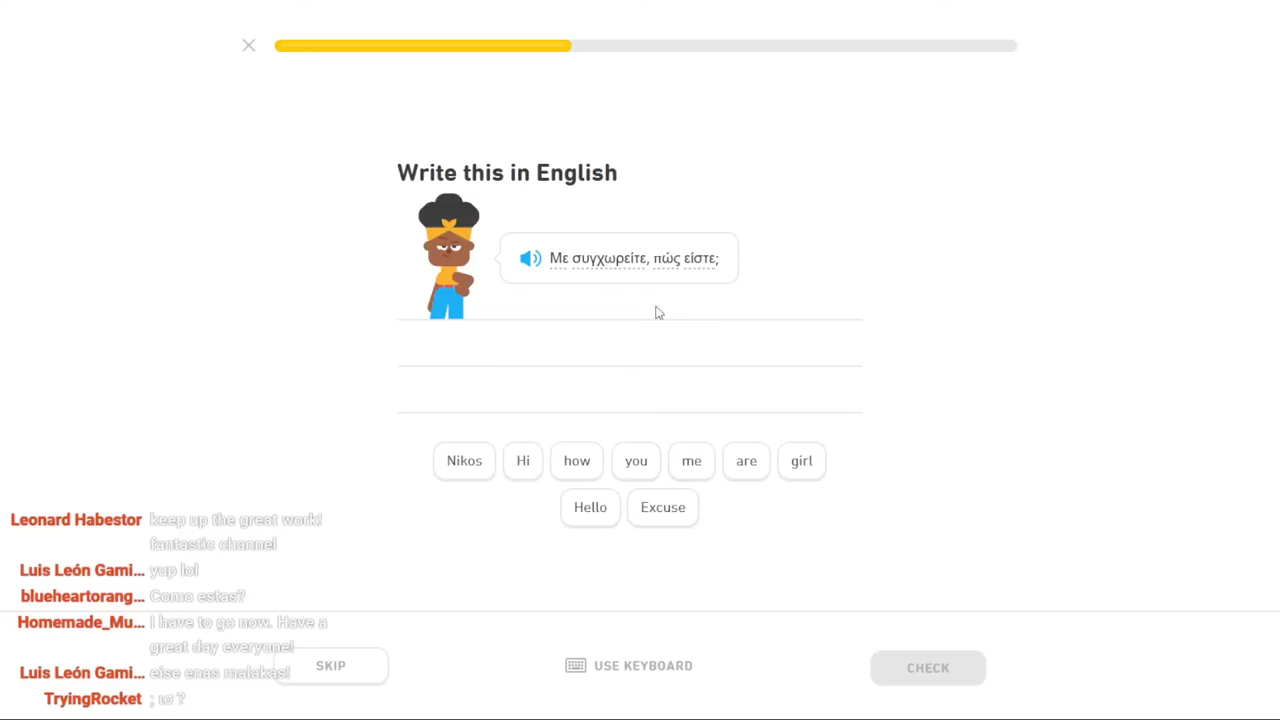 Write this in English
Με συγχωρείτε, πώς είστε;
Nikos Hi how you me are girl
Hello Excuse
Leonard Habestor keep up the great work!
fantastic channel
Luis León Gami... yup lol
blueheartorang... Como estas?
Homemade_Mu... I have to go now. Have a
great day everyone!
Luis León Gami... eise enas malakas!
TryingRocket ; ισ ?
SKIP USE KEYBOARD CHECK